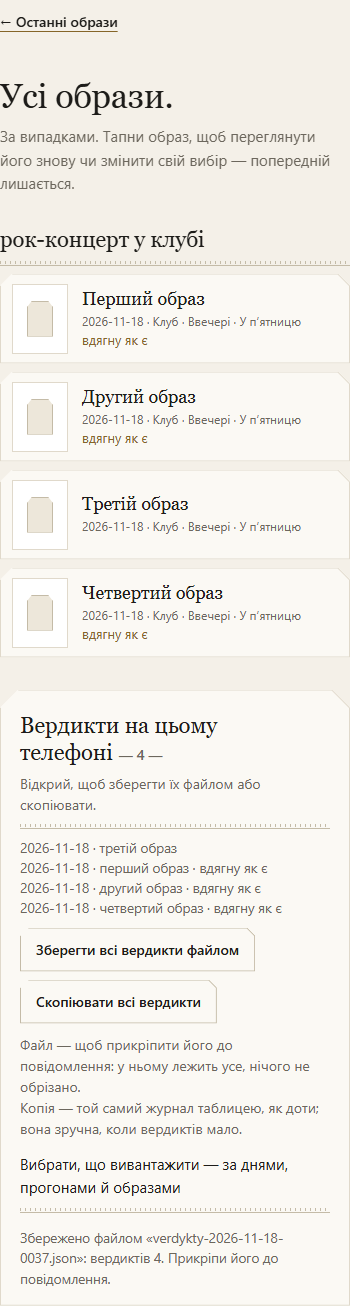 ← Останні образи
Усі образи.
За випадками. Тапни образ, щоб переглянути
його знову чи змінити свій вибір — попередній
лишається.
рок-концерт у клубі
Перший образ
2026-11-18 · Клуб · Ввечері · У п’ятницю
вдягну як є
Другий образ
2026-11-18 · Клуб · Ввечері · У п’ятницю
вдягну як є
Третій образ
2026-11-18 · Клуб · Ввечері · У п’ятницю
Четвертий образ
2026-11-18 · Клуб · Ввечері · У п’ятницю
вдягну як є
Вердикти на цьому
телефоні — 4 —
Відкрий, щоб зберегти їх файлом або
скопіювати.
2026-11-18 · третій образ
2026-11-18 · перший образ · вдягну як є
2026-11-18 · другий образ · вдягну як є
2026-11-18 · четвертий образ · вдягну як є
Зберегти всі вердикти файлом
Скопіювати всі вердикти
Файл — щоб прикріпити його до
повідомлення: у ньому лежить усе, нічого не
обрізано.
Копія — той самий журнал таблицею, як доти;
вона зручна, коли вердиктів мало.
Вибрати, що вивантажити — за днями,
прогонами й образами
Збережено файлом «verdykty-2026-11-18-
0037.json»: вердиктів 4. Прикріпи його до
повідомлення.